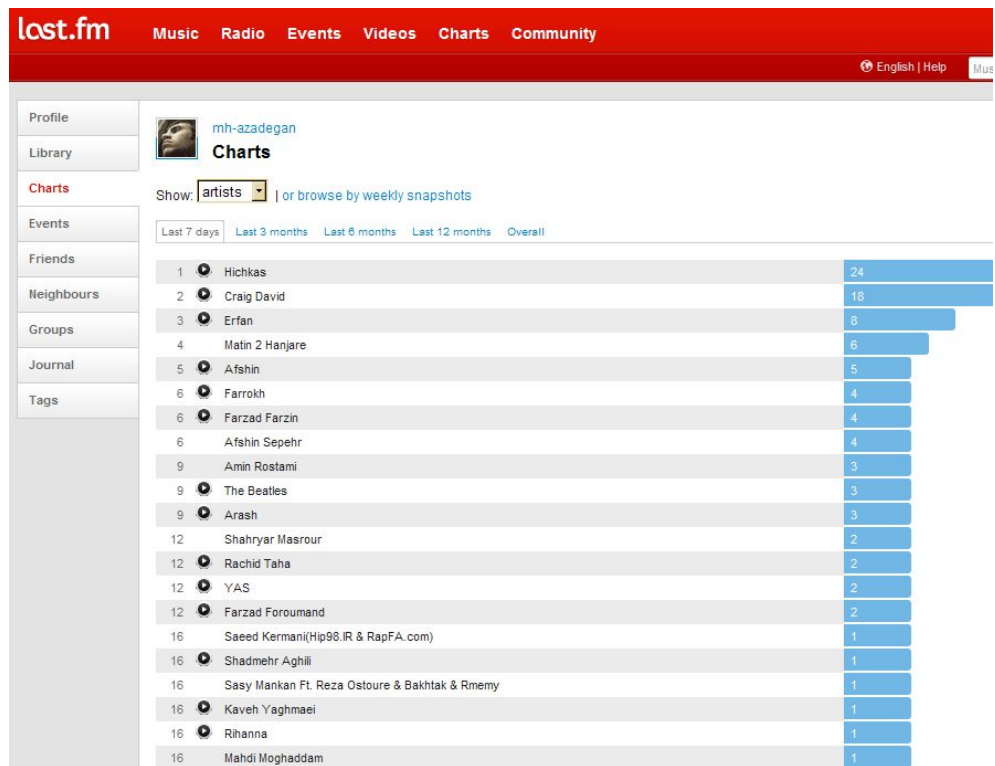 last.fm Music Radio Events Videos Charts Community
English | Help Mus
Profile
Library
Charts
Events
Friends
Neighbours
Groups
Journal
Tags
mh-azadegan
Charts
Show: artists | or browse by weekly snapshots
Last 7 days Last 3 months Last 6 months Last 12 months Overall
1 Hichkas 24
2 Craig David 18
3 Erfan 8
4 Matin 2 Hanjare 6
5 Afshin 5
6 Farrokh 4
6 Farzad Farzin 4
6 Afshin Sepehr 4
9 Amin Rostami 3
9 The Beatles 3
9 Arash 3
12 Shahryar Masrour 2
12 Rachid Taha 2
12 YAS 2
12 Farzad Foroumand 2
16 Saeed Kermani(Hip98.IR & RapFA.com) 1
16 Shadmehr Aghili 1
16 Sasy Mankan Ft. Reza Ostoure & Bakhtak & Rmemy 1
16 Kaveh Yaghmaei 1
16 Rihanna 1
16 Mahdi Moghaddam 1